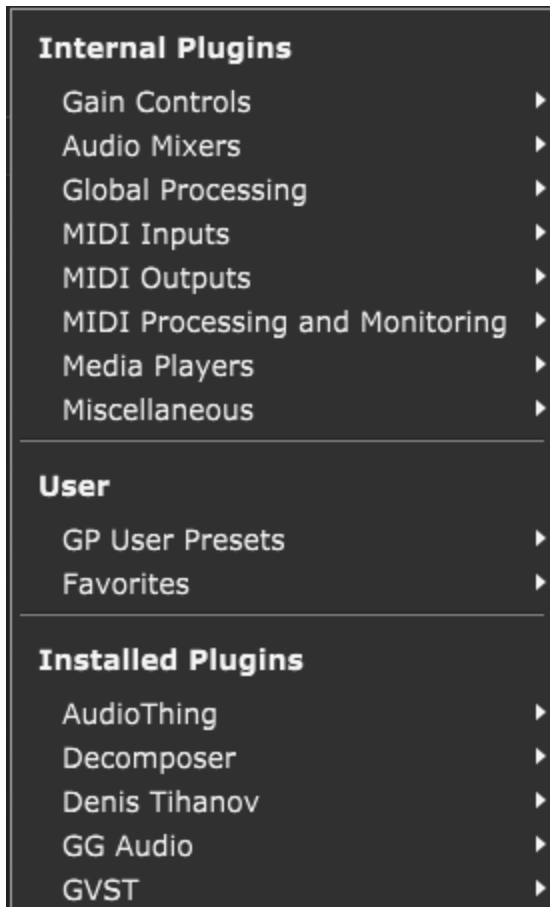 Internal Plugins
Gain Controls
Audio Mixers
Global Processing
MIDI Inputs
MIDI Outputs
MIDI Processing and Monitoring
Media Players
Miscellaneous
User
GP User Presets
Favorites
Installed Plugins
AudioThing
Decomposer
Denis Tihanov
GG Audio
GVST